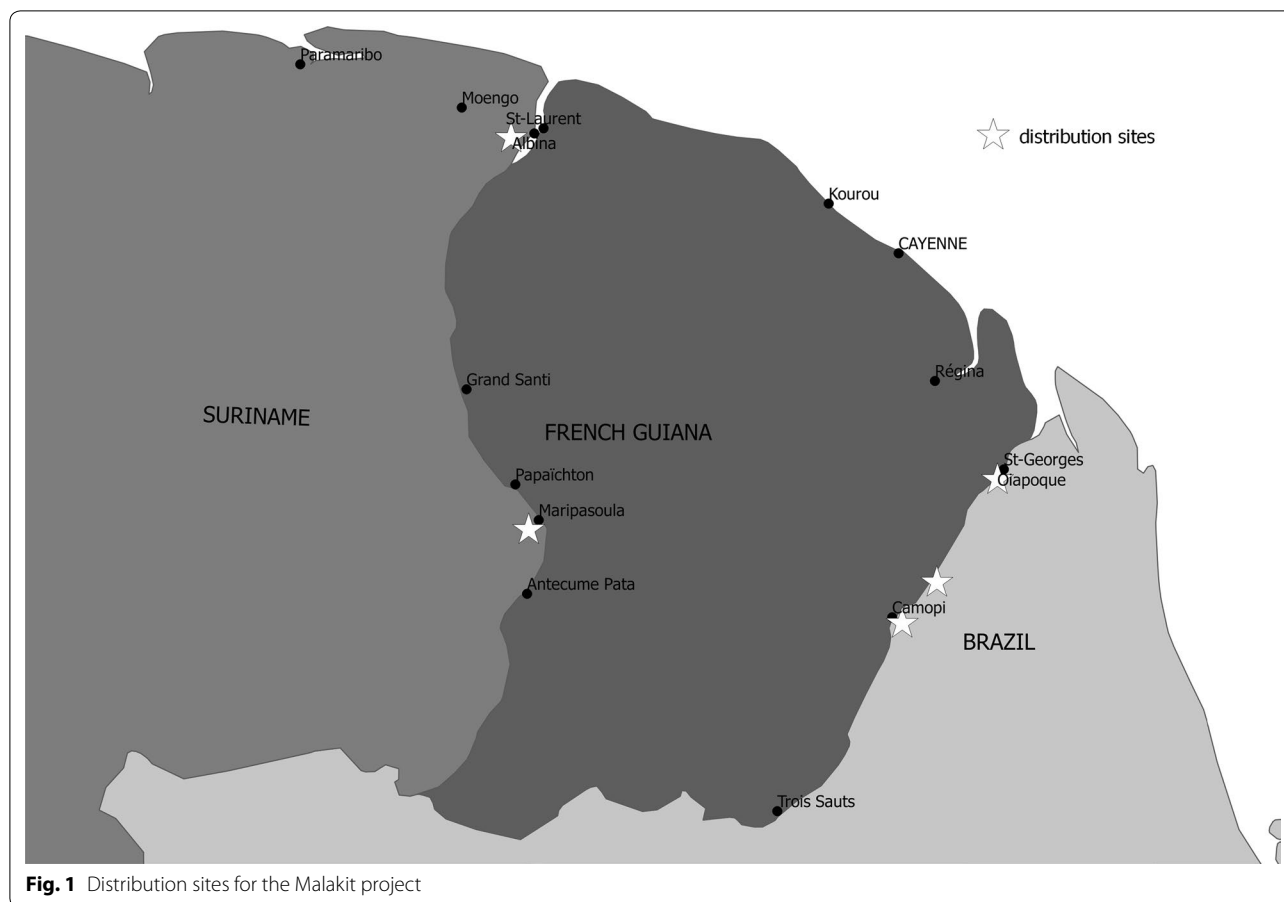 Paramaribo
Moengo
St-Laurent
Albina
distribution sites
Kourou
CAYENNE
Régina
Grand Santi
SURINAME
FRENCH GUIANA
St-Georges
Oïapoque
Papaïchton
Maripasoula
Antecume Pata
Camopi
BRAZIL
Trois Sauts
Fig. 1 Distribution sites for the Malakit project